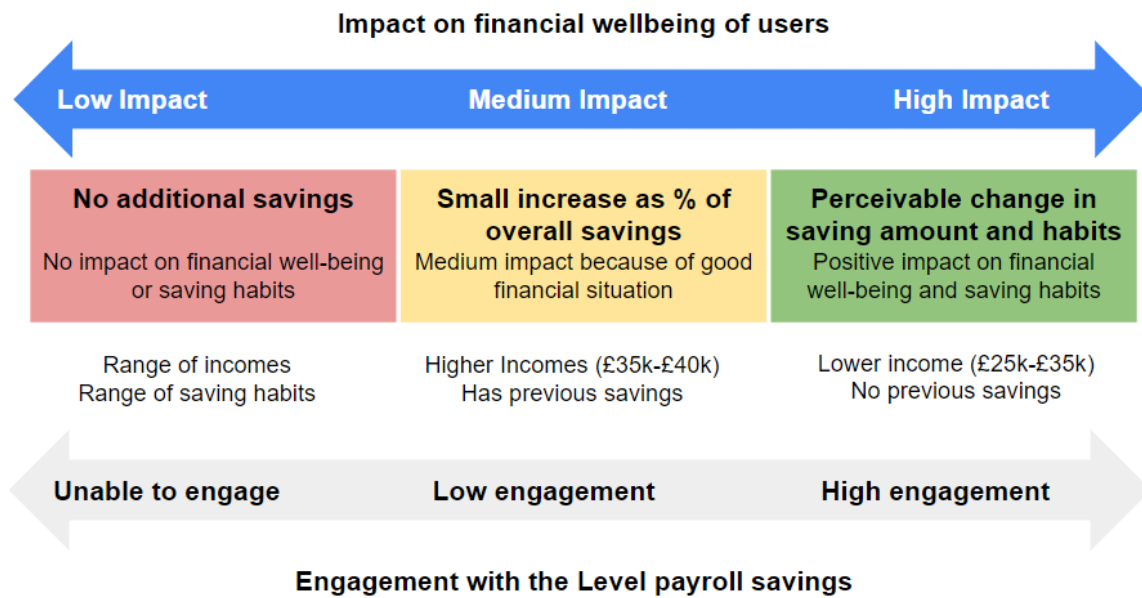 Impact on financial wellbeing of users
Low Impact
Medium Impact
High Impact
No additional savings
No impact on financial well-being
or saving habits
Small increase as % of
overall savings
Medium impact because of good
financial situation
Perceivable change in
saving amount and habits
Positive impact on financial
well-being and saving habits
Range of incomes
Range of saving habits
Higher Incomes (£35k-£40k)
Has previous savings
Lower income (£25k-£35k)
No previous savings
Unable to engage
Low engagement
High engagement
Engagement with the Level payroll savings